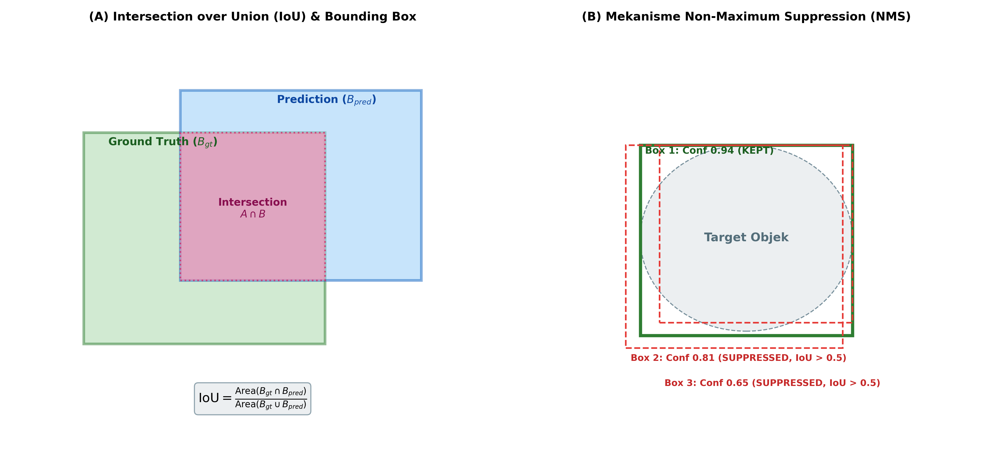 (A) Intersection over Union (IoU) & Bounding Box
Prediction (B_pred)
Ground Truth (B_gt)
Intersection
A ∩ B
IoU = Area(B_gt ∩ B_pred) / Area(B_gt ∪ B_pred)
(B) Mekanisme Non-Maximum Suppression (NMS)
Box 1: Conf 0.94 (KEPT)
Target Objek
Box 2: Conf 0.81 (SUPPRESSED, IoU > 0.5)
Box 3: Conf 0.65 (SUPPRESSED, IoU > 0.5)